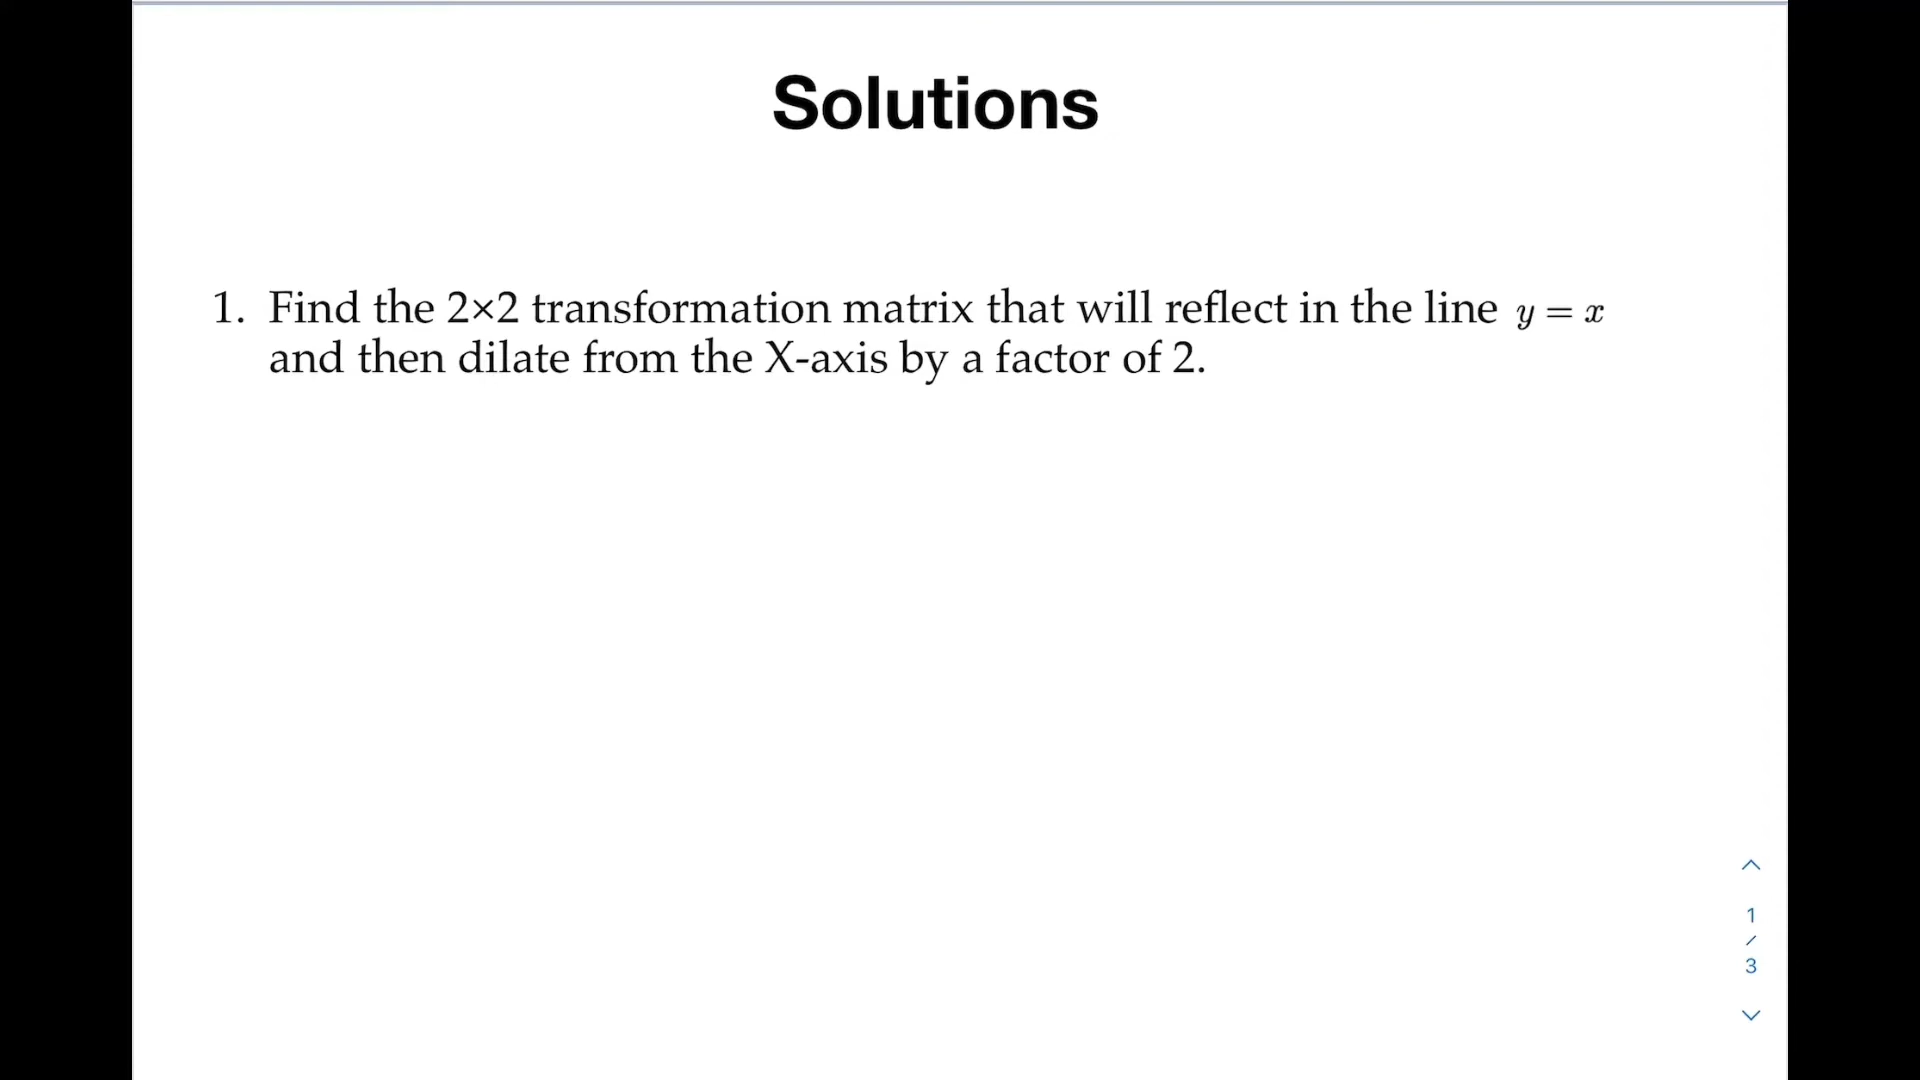 Solutions
1. Find the 2×2 transformation matrix that will reflect in the line y = x
and then dilate from the X-axis by a factor of 2.
1
/
3